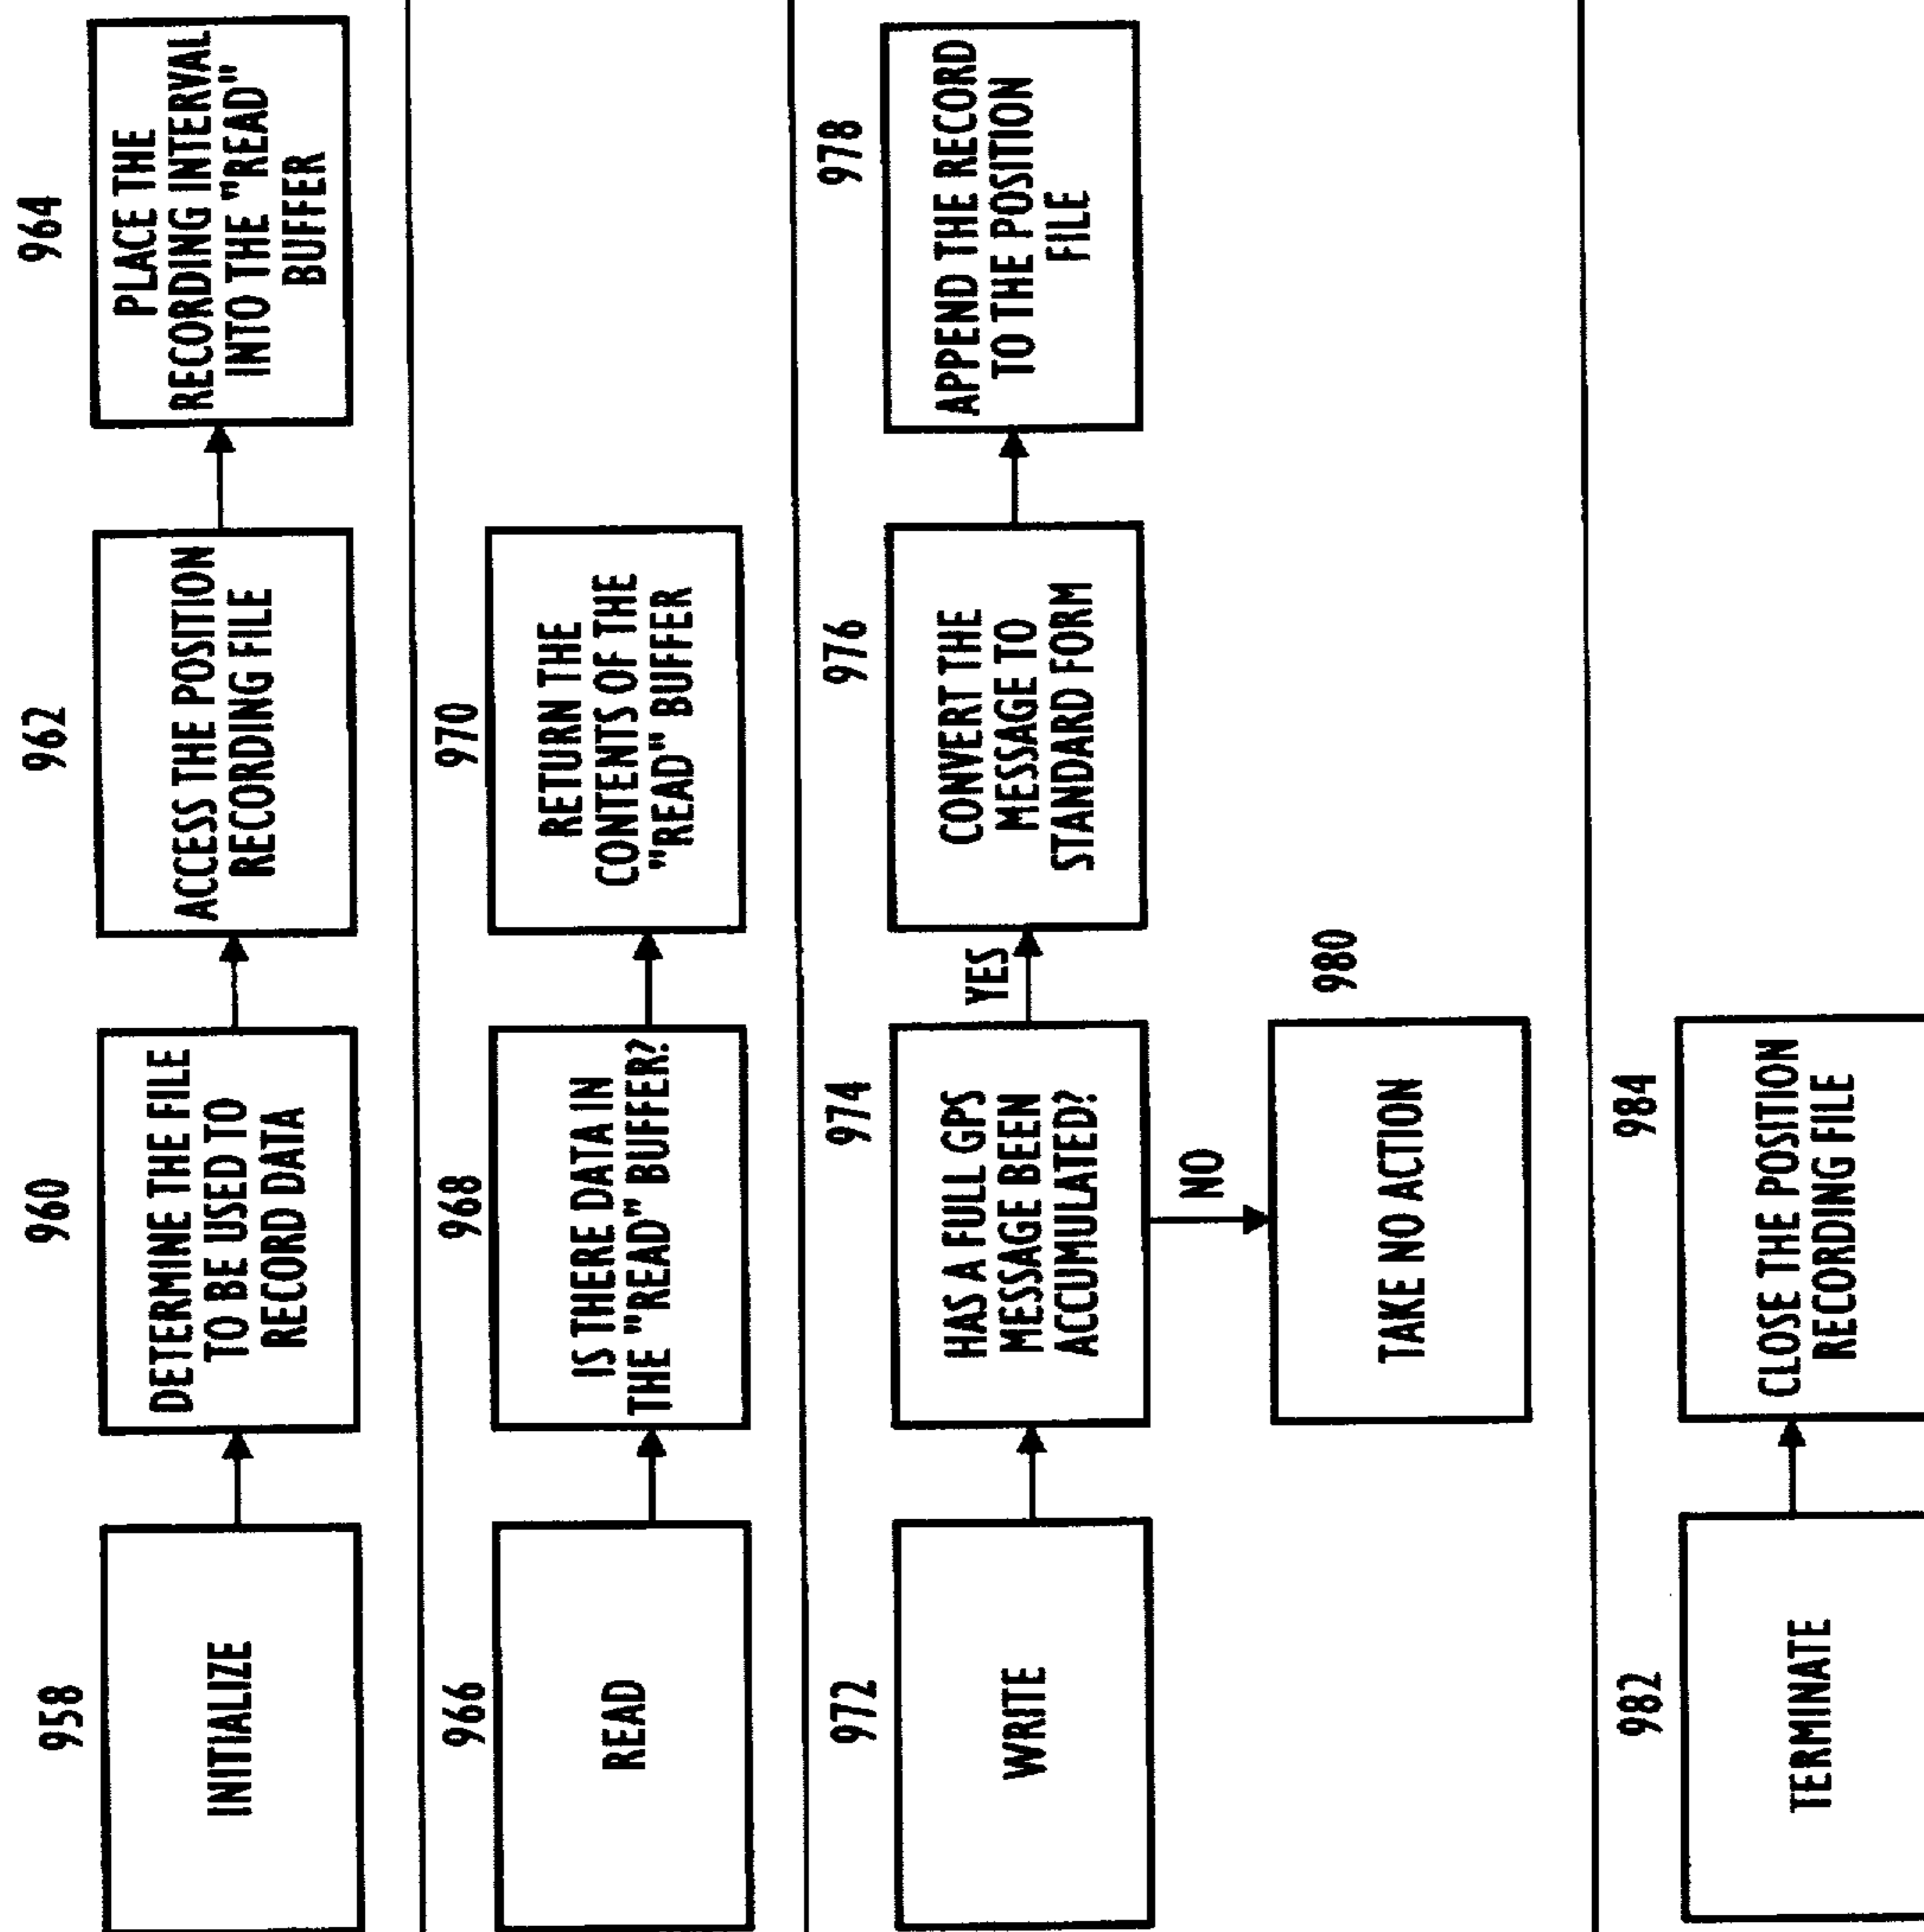 958
INITIALIZE
960
DETERMINE THE FILE
TO BE USED TO
RECORD DATA
962
ACCESS THE POSITION
RECORDING FILE
964
PLACE THE
RECORDING INTERVAL
INTO THE "READ"
BUFFER
966
READ
968
IS THERE DATA IN
THE "READ" BUFFER?
970
RETURN THE
CONTENTS OF THE
"READ" BUFFER
972
WRITE
974
HAS A FULL GPS
MESSAGE BEEN
ACCUMULATED?
YES
976
CONVERT THE
MESSAGE TO
STANDARD FORM
978
APPEND THE RECORD
TO THE POSITION
FILE
NO
980
TAKE NO ACTION
982
TERMINATE
984
CLOSE THE POSITION
RECORDING FILE